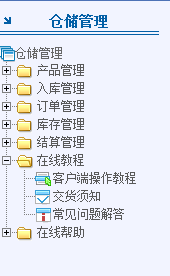 仓储管理
仓储管理
产品管理
入库管理
订单管理
库存管理
结算管理
在线教程
客户端操作教程
交货须知
常见问题解答
在线帮助